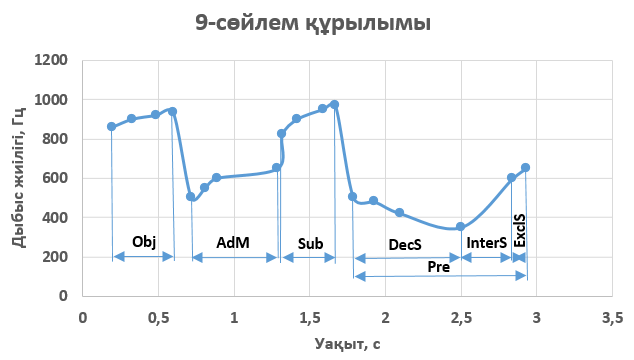 9-сөйлем құрылымы
Дыбыс жиілігі, Гц
1200
1000
800
600
400
200
0
Obj
AdM
Sub
DecS
InterS
ExclS
Pre
0
0,5
1
1,5
2
2,5
3
3,5
Уақыт, с